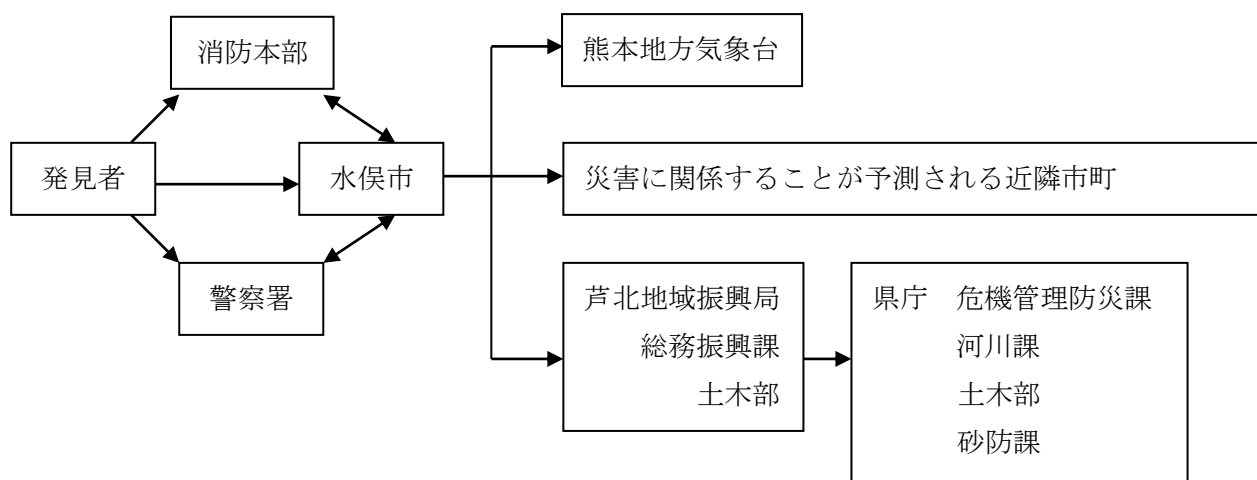 消防本部
熊本地方気象台
発見者
水俣市
災害に関係することが予測される近隣市町
警察署
芦北地域振興局
総務振興課
土木部
県庁　危機管理防災課
河川課
土木部
砂防課